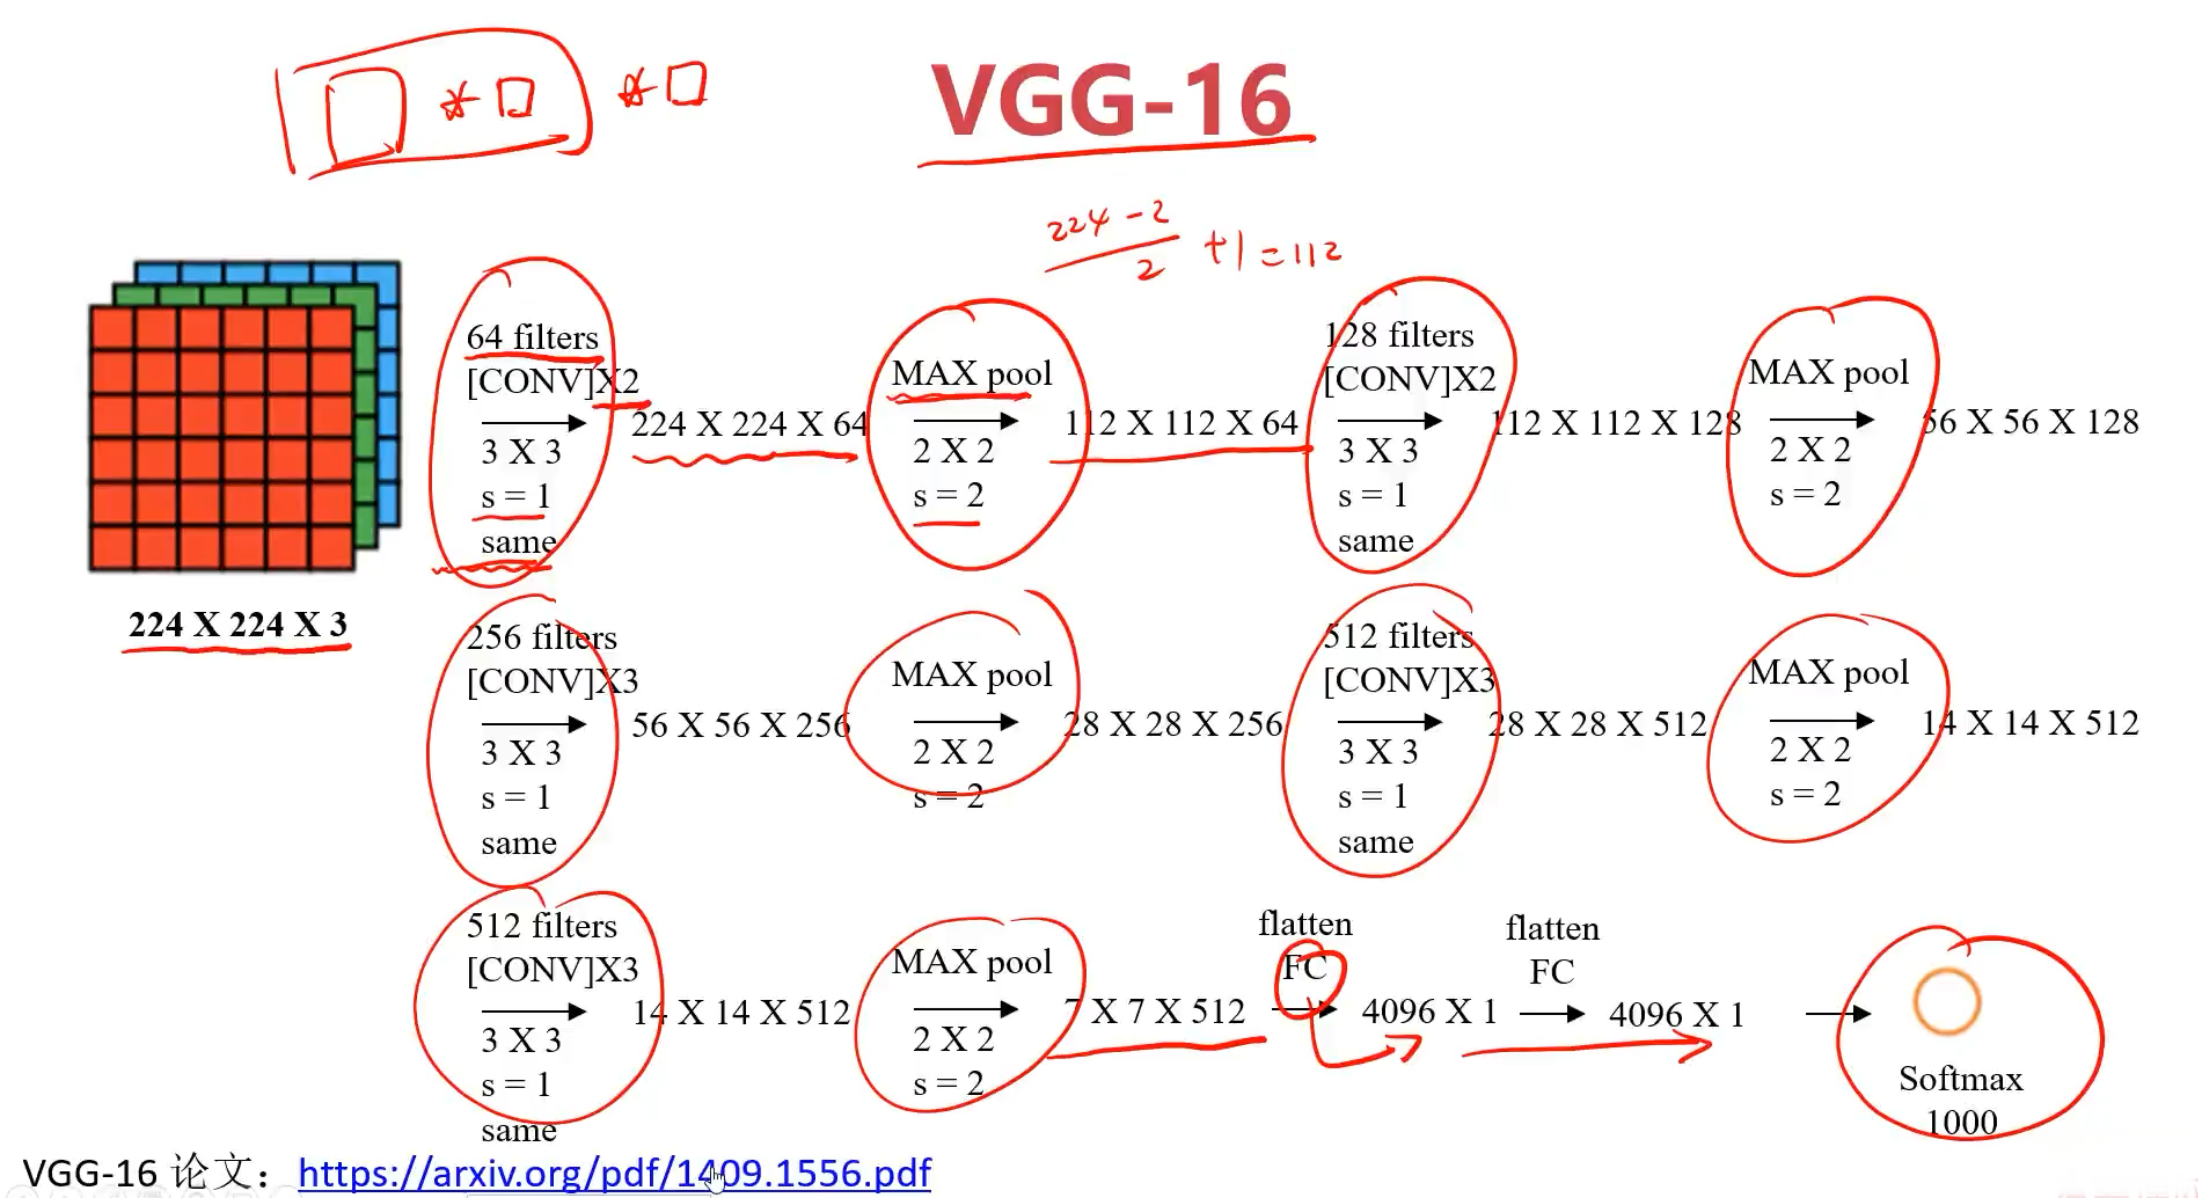 VGG-16
224 - 2
2
+1 = 112
64 filters
[CONV]X2
3 X 3
s = 1
same
224 X 224 X 64
MAX pool
2 X 2
s = 2
112 X 112 X 64
128 filters
[CONV]X2
3 X 3
s = 1
same
112 X 112 X 128
MAX pool
2 X 2
s = 2
56 X 56 X 128
224 X 224 X 3
256 filters
[CONV]X3
3 X 3
s = 1
same
56 X 56 X 256
MAX pool
2 X 2
s = 2
28 X 28 X 256
512 filters
[CONV]X3
3 X 3
s = 1
same
28 X 28 X 512
MAX pool
2 X 2
s = 2
14 X 14 X 512
512 filters
[CONV]X3
3 X 3
s = 1
same
14 X 14 X 512
MAX pool
2 X 2
s = 2
7 X 7 X 512
flatten
FC
4096 X 1
flatten
FC
4096 X 1
Softmax
1000
VGG-16 论文：https://arxiv.org/pdf/1409.1556.pdf